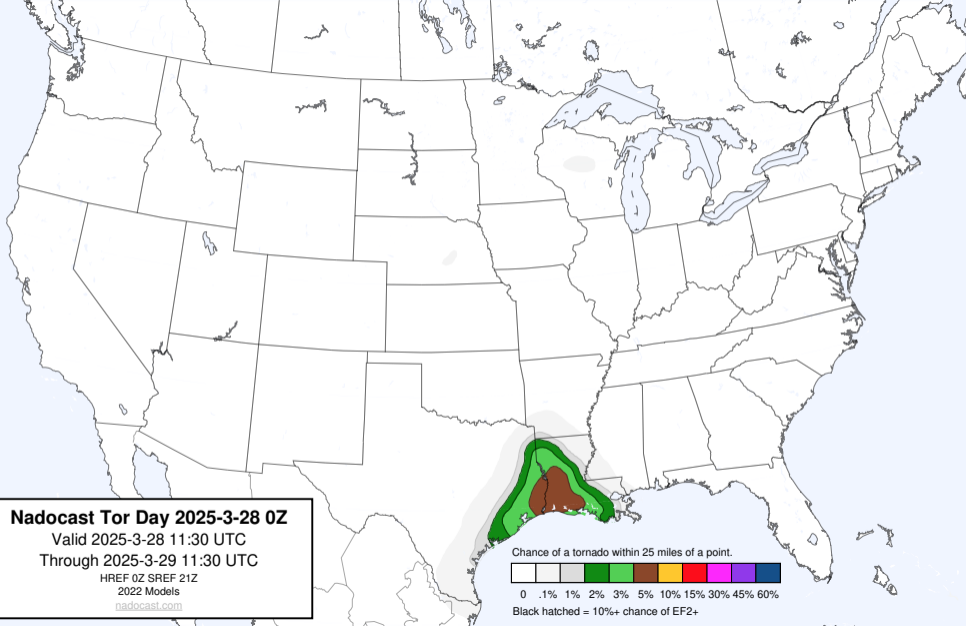 Nadocast Tor Day 2025-3-28 0Z
Valid 2025-3-28 11:30 UTC
Through 2025-3-29 11:30 UTC
HREF 0Z SREF 21Z
2022 Models
nadocast.com
Chance of a tornado within 25 miles of a point.
0 .1% 1% 2% 3% 5% 10% 15% 30% 45% 60%
Black hatched = 10%+ chance of EF2+